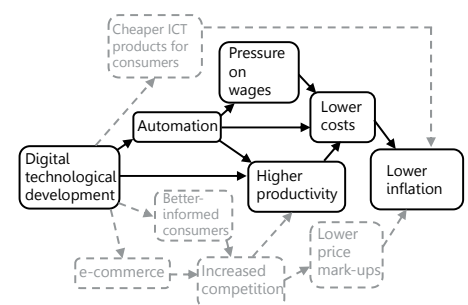 Cheaper ICT
products for
consumers
Pressure
on
wages
Automation
Lower
costs
Digital
technological
development
Higher
productivity
Lower
inflation
Better-
informed
consumers
Lower
price
mark-ups
e-commerce
Increased
competition